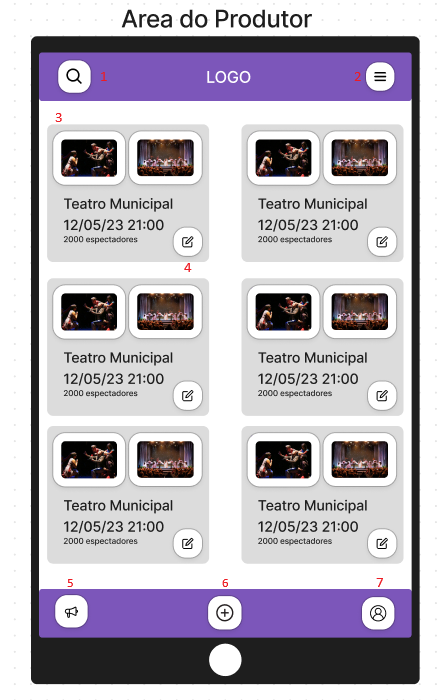 Area do Produtor
1
LOGO
2
3
Teatro Municipal
12/05/23 21:00
2000 espectadores
4
Teatro Municipal
12/05/23 21:00
2000 espectadores
Teatro Municipal
12/05/23 21:00
2000 espectadores
Teatro Municipal
12/05/23 21:00
2000 espectadores
Teatro Municipal
12/05/23 21:00
2000 espectadores
Teatro Municipal
12/05/23 21:00
2000 espectadores
5
6
7